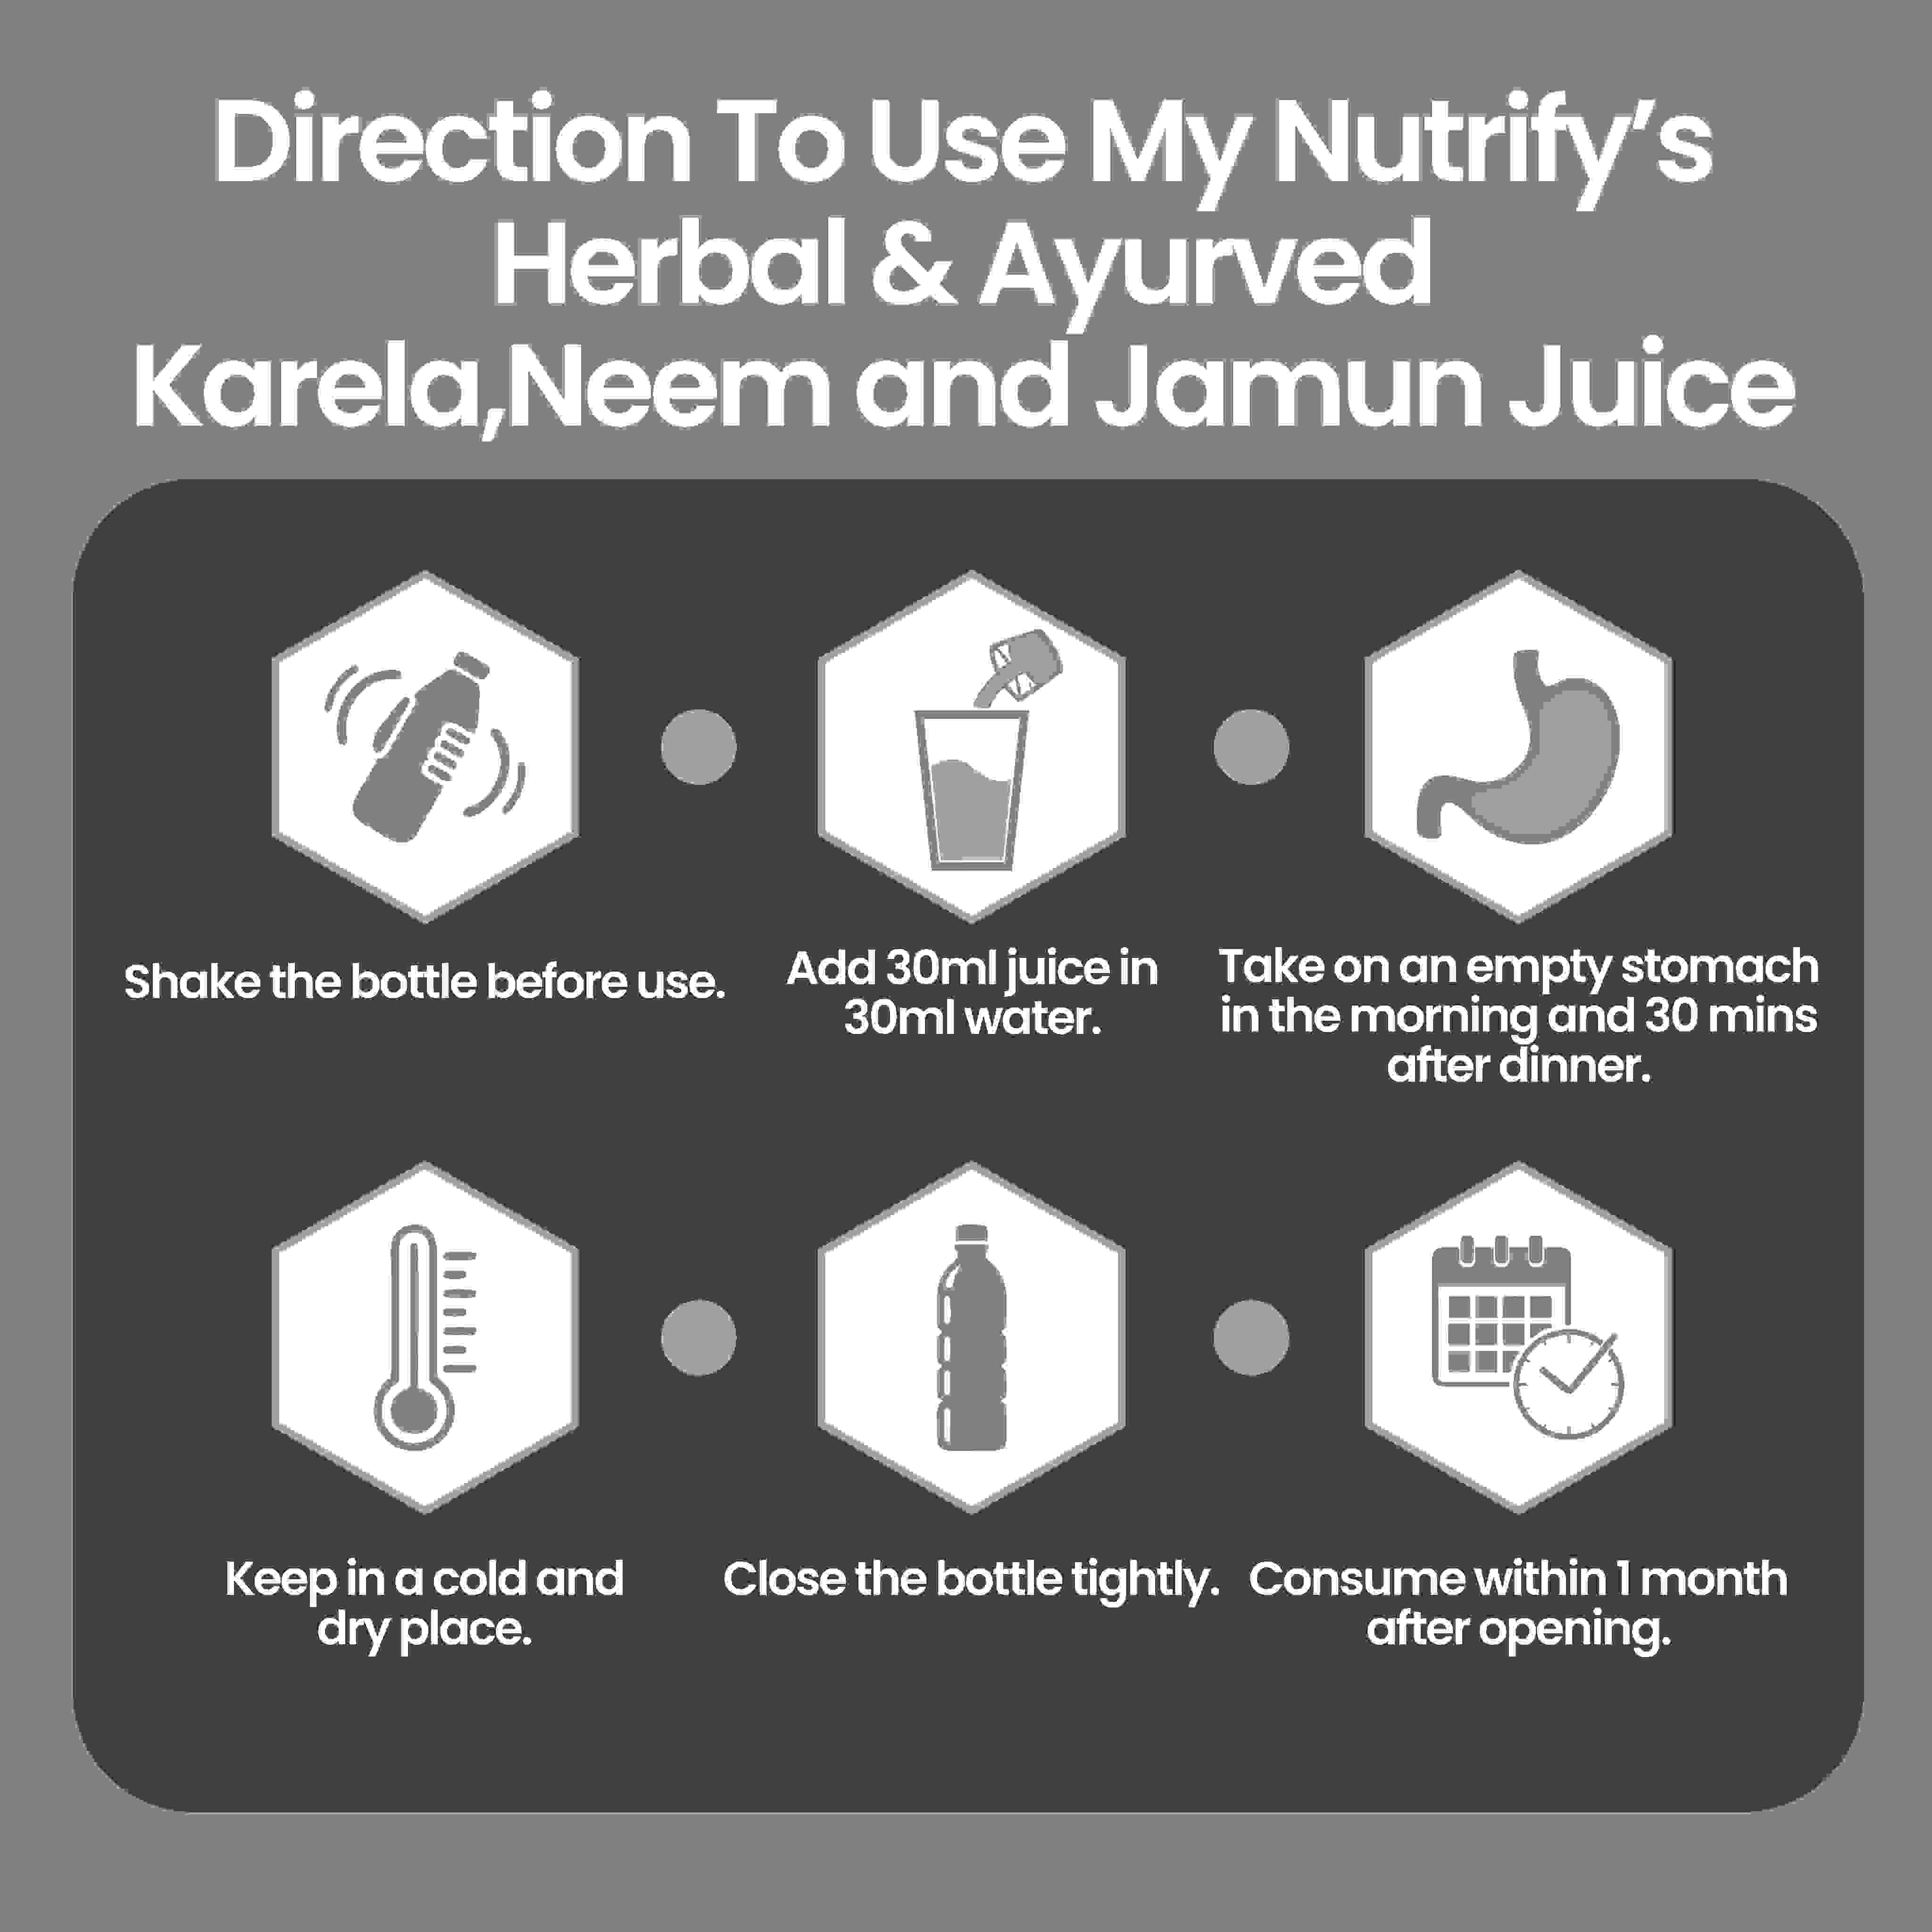 Direction To Use My Nutrify's
Herbal & Ayurved
Karela,Neem and Jamun Juice
Shake the bottle before use.
Add 30ml juice in
30ml water.
Take on an empty stomach
in the morning and 30 mins
after dinner.
Keep in a cold and
dry place.
Close the bottle tightly.
Consume within 1 month
after opening.